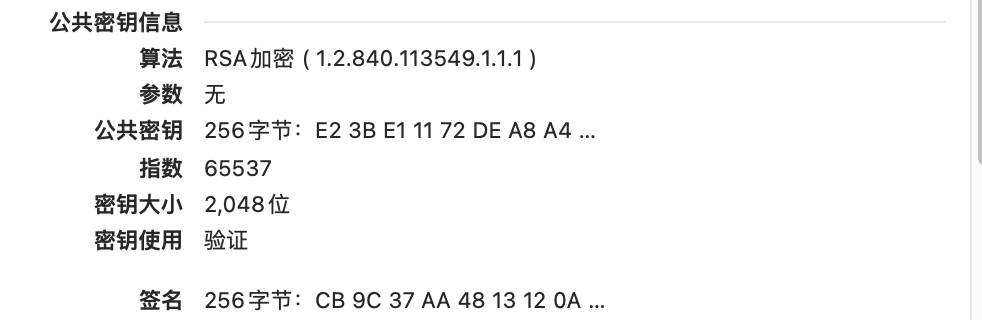 公共密钥信息
算法 RSA加密 ( 1.2.840.113549.1.1.1 )
参数 无
公共密钥 256字节：E2 3B E1 11 72 DE A8 A4 ...
指数 65537
密钥大小 2,048位
密钥使用 验证
签名 256字节：CB 9C 37 AA 48 13 12 0A ...